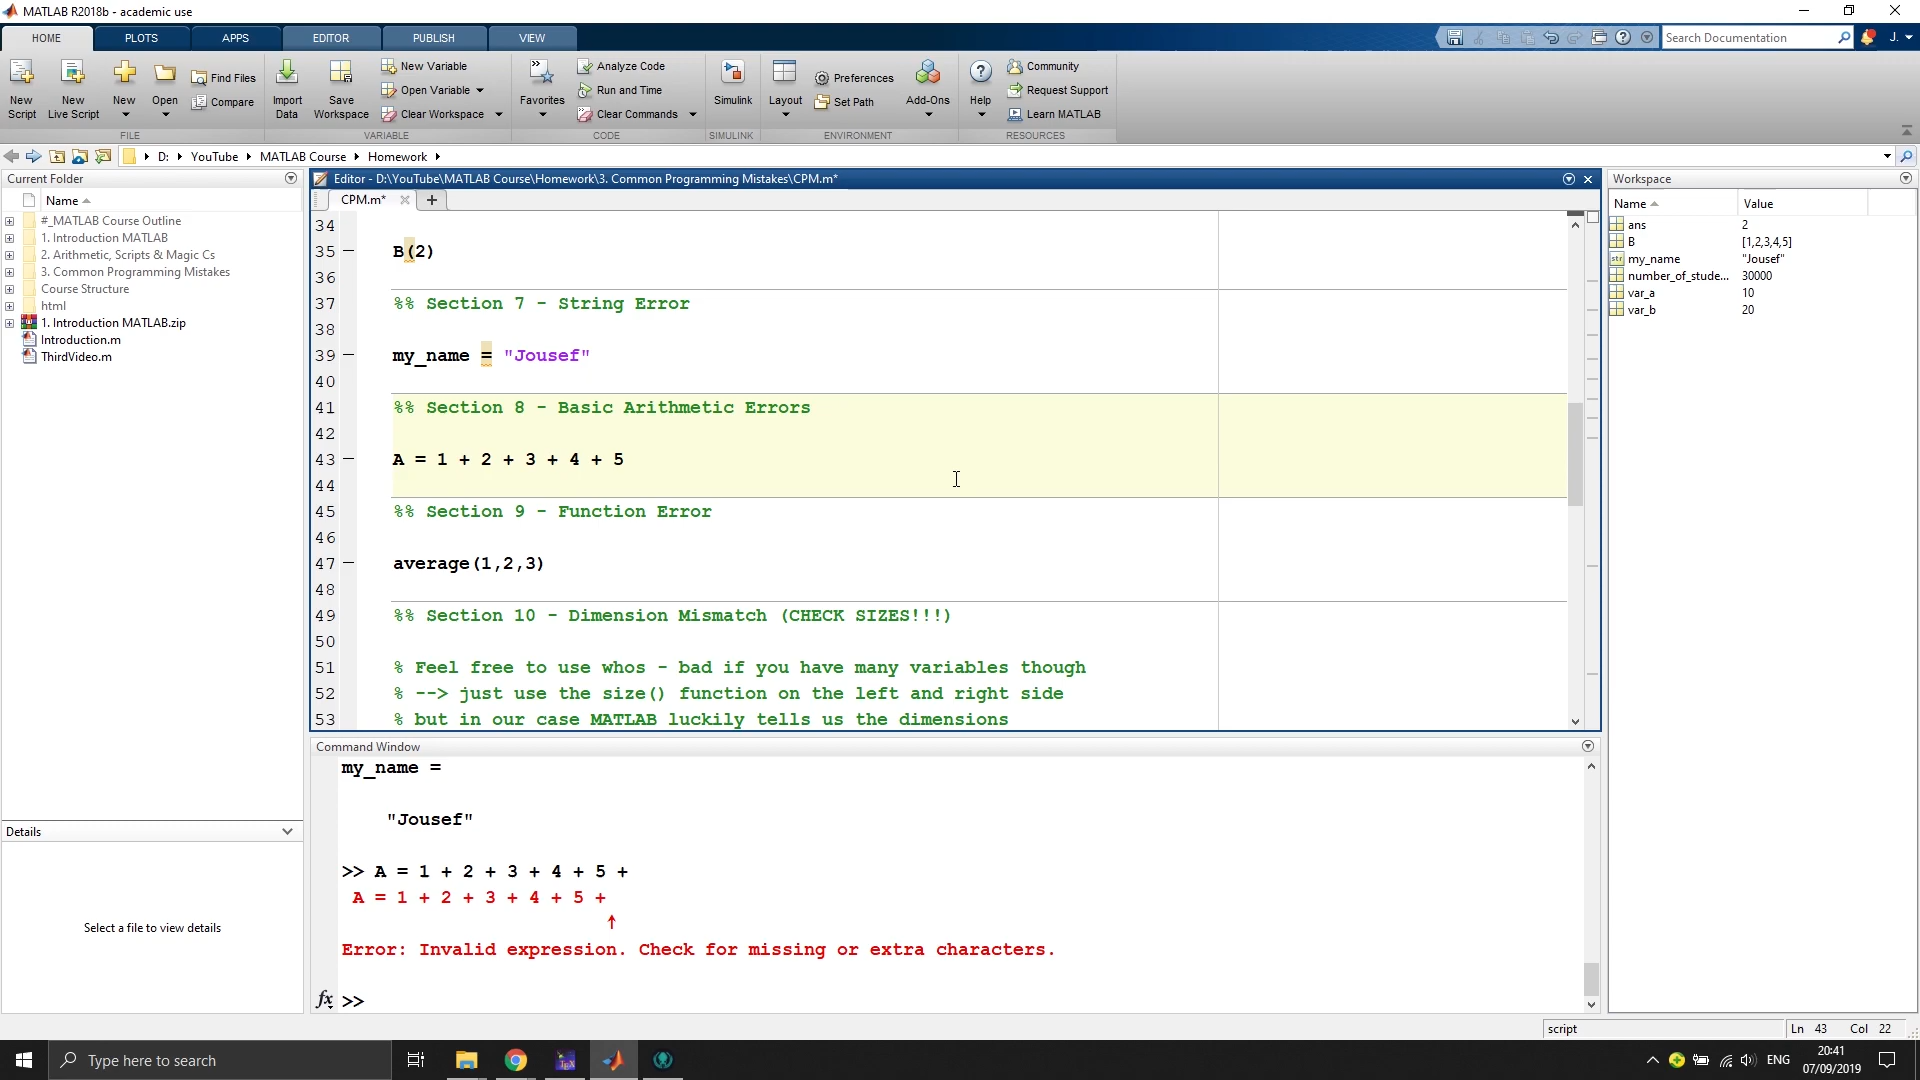 MATLAB R2018b - academic use
HOME PLOTS APPS EDITOR PUBLISH VIEW
Search Documentation
J.
New Script
New Live Script
New
Open
Find Files
Compare
FILE
Import Data
Save Workspace
New Variable
Open Variable
Clear Workspace
VARIABLE
Favorites
Analyze Code
Run and Time
Clear Commands
CODE
Simulink
SIMULINK
Layout
Preferences
Set Path
Add-Ons
ENVIRONMENT
Help
Community
Request Support
Learn MATLAB
RESOURCES
D: YouTube MATLAB Course Homework
Current Folder
Name
#_MATLAB Course Outline
1. Introduction MATLAB
2. Arithmetic, Scripts & Magic Cs
3. Common Programming Mistakes
Course Structure
html
1. Introduction MATLAB.zip
Introduction.m
ThirdVideo.m
Details
Select a file to view details
Editor - D:\YouTube\MATLAB Course\Homework\3. Common Programming Mistakes\CPM.m*
CPM.m*
34
35 B(2)
36
37 %% Section 7 - String Error
38
39 my_name = "Jousef"
40
41 %% Section 8 - Basic Arithmetic Errors
42
43 A = 1 + 2 + 3 + 4 + 5
44
45 %% Section 9 - Function Error
46
47 average(1,2,3)
48
49 %% Section 10 - Dimension Mismatch (CHECK SIZES!!!)
50
51 % Feel free to use whos - bad if you have many variables though
52 % --> just use the size() function on the left and right side
53 % but in our case MATLAB luckily tells us the dimensions
Command Window
my_name =
"Jousef"
>> A = 1 + 2 + 3 + 4 + 5 +
A = 1 + 2 + 3 + 4 + 5 +
↑
Error: Invalid expression. Check for missing or extra characters.
fx >>
Workspace
Name Value
ans 2
B [1,2,3,4,5]
my_name "Jousef"
number_of_stude... 30000
var_a 10
var_b 20
script
Ln 43 Col 22
Type here to search
ENG
20:41
07/09/2019